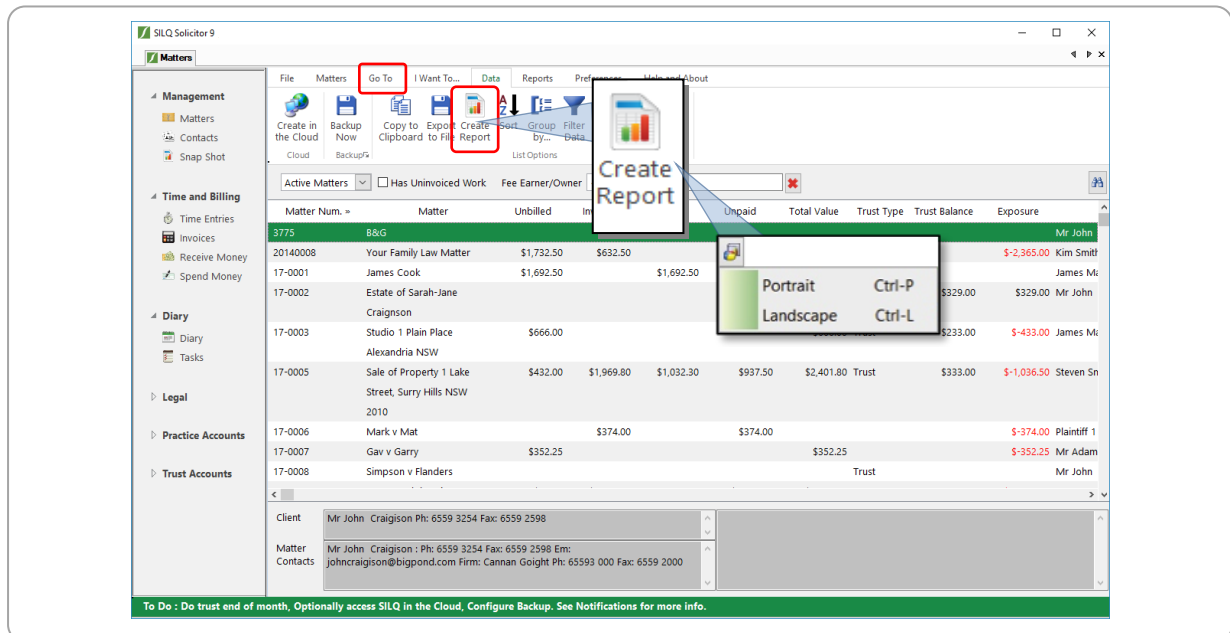 SILQ Solicitor 9
Matters
File Matters Go To I Want To... Data Reports Preferences Help and About
Management
Matters
Contacts
Snap Shot
Time and Billing
Time Entries
Invoices
Receive Money
Spend Money
Diary
Diary
Tasks
Legal
Practice Accounts
Trust Accounts
Create in the Cloud
Backup Now
Copy to Clipboard
Export to File
Create Report
Sort
Group by...
Filter Data
Cloud Backup List Options
Create
Report
Active Matters Has Uninvoiced Work Fee Earner/Owner
Matter Num. » Matter Unbilled Unpaid Total Value Trust Type Trust Balance Exposure
3775 B&G Mr John
20140008 Your Family Law Matter $1,732.50 $632.50 $-2,365.00 Kim Smith
17-0001 James Cook $1,692.50 $1,692.50 James Ma
17-0002 Estate of Sarah-Jane $329.00 $329.00 Mr John
Craignson
17-0003 Studio 1 Plain Place $666.00 $233.00 $-433.00 James Ma
Alexandria NSW
17-0005 Sale of Property 1 Lake $432.00 $1,969.80 $1,032.30 $937.50 $2,401.80 Trust $333.00 $-1,036.50 Steven Sn
Street, Surry Hills NSW
2010
17-0006 Mark v Mat $374.00 $374.00 $-374.00 Plaintiff 1
17-0007 Gav v Garry $352.25 $352.25 $-352.25 Mr Adam
17-0008 Simpson v Flanders Trust Mr John
Portrait Ctrl-P
Landscape Ctrl-L
Client Mr John Craigison Ph: 6559 3254 Fax: 6559 2598
Matter Contacts
Mr John Craigison : Ph: 6559 3254 Fax: 6559 2598 Em:
johncraigison@bigpond.com Firm: Cannan Goight Ph: 65593 000 Fax: 6559 2000
To Do : Do trust end of month, Optionally access SILQ in the Cloud, Configure Backup. See Notifications for more info.